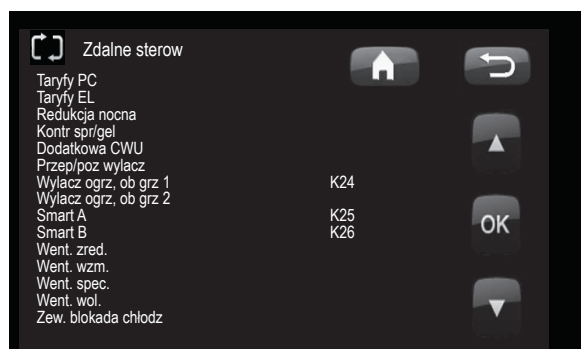 Zdalne sterow
Taryfy PC
Taryfy EL
Redukcja nocna
Kontr spr/gel
Dodatkowa CWU
Przep/poz wylacz
Wylacz ogrz, ob grz 1 K24
Wylacz ogrz, ob grz 2
Smart A K25
Smart B K26
Went. zred.
Went. wzm.
Went. spec.
Went. wol.
Zew. blokada chłodz
OK